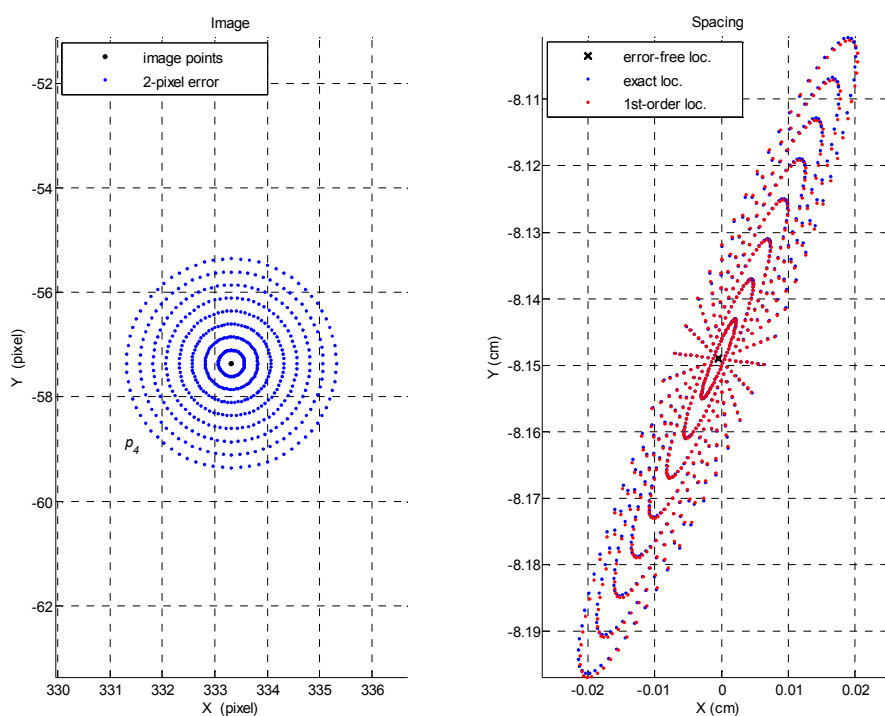 Image
image points
2-pixel error
-52
-54
-56
-58
-60
-62
Y (pixel)
p4
330 331 332 333 334 335 336
X (pixel)
Spacing
error-free loc.
exact loc.
1st-order loc.
-8.11
-8.12
-8.13
-8.14
-8.15
-8.16
-8.17
-8.18
-8.19
Y (cm)
-0.02 -0.01 0 0.01 0.02
X (cm)